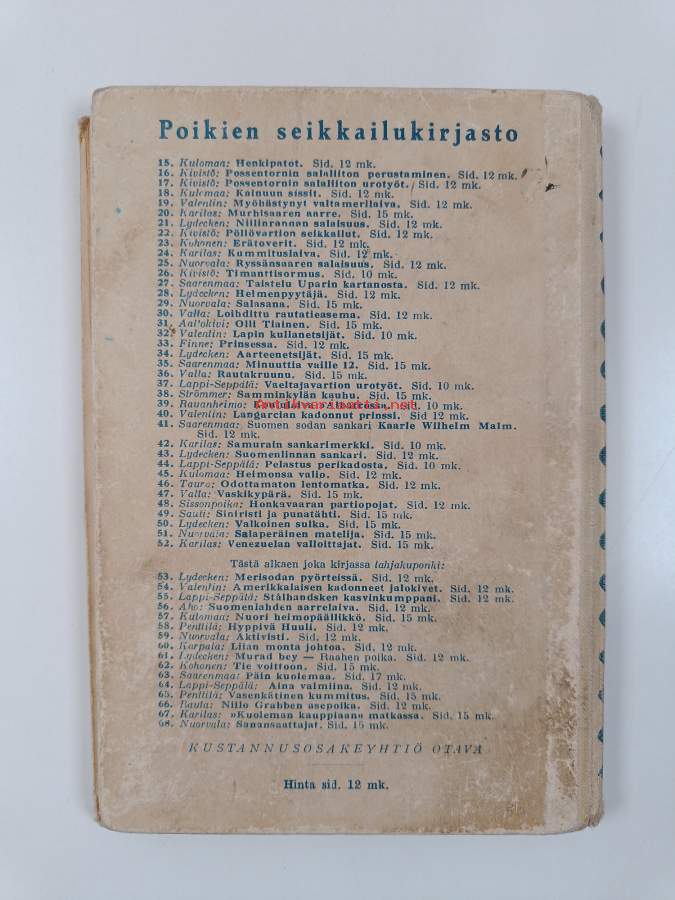 Poikien seikkailukirjasto
15. Kulomaa: Henkipatot. Sid. 12 mk.
16. Kivistö: Possentornin salaliiton perustaminen. Sid. 12 mk.
17. Kivistö: Possentornin salaliiton urotyöt. Sid. 12 mk.
18. Kulomaa: Kainuun sissit. Sid. 12 mk.
19. Valentin: Myöhästynyt valtamerilaiva. Sid. 12 mk.
20. Karilas: Murhisaaren aarre. Sid. 15 mk.
21. Lydecken: Niilinrannan salaisuus. Sid. 12 mk.
22. Kivistö: Pöllövartion seikkailut. Sid. 12 mk.
23. Kohonen: Erätoverit. Sid. 12 mk.
24. Karilas: Kummituslaiva. Sid. 12 mk.
25. Nuorvala: Ryssänsaaren salaisuus. Sid. 12 mk.
26. Kivistö: Timanttisormus. Sid. 10 mk.
27. Saarenmaa: Taistelu Uparin kartanosta. Sid. 12 mk.
28. Lydecken: Helmenpyytäjä. Sid. 12 mk.
29. Nuorvala: Salasana. Sid. 15 mk.
30. Valla: Loihdittu rautatieasema. Sid. 12 mk.
31. Aaltokivi: Olli Tiainen. Sid. 15 mk.
32. Valentin: Lapin kullanetsijät. Sid. 10 mk.
33. Finne: Prinsessa. Sid. 12 mk.
34. Lydecken: Aarteenetsijät. Sid. 15 mk.
35. Saarenmaa: Minuuttia vaille 12. Sid. 15 mk.
36. Valla: Rautakruunu. Sid. 15 mk.
37. Lappi-Seppälä: Vaeltajavartion urotyöt. Sid. 10 mk.
38. Strömmer: Samminkylän kauhu. Sid. 15 mk.
39. Rauanheimo: Sid. 10 mk.
Antikvariaatti.net
40. Valentin: Langarcian kadonnut prinssi. Sid 12 mk.
41. Saarenmaa: Suomen sodan sankari Kaarle Wilhelm Malm.
Sid. 12 mk.
42. Karilas: Samurain sankarimerkki. Sid. 10 mk.
43. Lydecken: Suomenlinnan sankari. Sid. 12 mk.
44. Lappi-Seppälä: Pelastus perikadosta. Sid. 10 mk.
45. Kulomaa: Heimonsa valio. Sid. 12 mk.
46. Tauro: Odottamaton lentomatka. Sid. 12 mk.
47. Valla: Vaskikypärä. Sid. 15 mk.
48. Sissonpoika: Honkavaaran partiopojat. Sid. 12 mk.
49. Sauli: Siniristi ja punatähti. Sid. 15 mk.
50. Lydecken: Valkoinen sulka. Sid. 15 mk.
51. Nuorvala: Salaperäinen matelija. Sid. 15 mk.
52. Karilas: Venezuelan valloittajat. Sid. 15 mk.
Tästä alkaen joka kirjassa lahjakuponki:
53. Lydecken: Merisodan pyörteissä. Sid. 12 mk.
54. Valentin: Amerikkalaisen kadonneet jalokivet. Sid. 12 mk.
55. Lappi-Seppälä: Stålhandsken kasvinkumppani. Sid. 12 mk.
56. Aho: Suomenlahden aarrelaiva. Sid. 12 mk.
57. Kulomaa: Nuori heimopäällikkö. Sid. 15 mk.
58. Penttilä: Hyppivä Huuli. Sid. 12 mk.
59. Nuorvala: Aktivisti. Sid. 12 mk.
60. Karpala: Liian monta johtoa. Sid. 12 mk.
61. Lydecken: Murad bey — Raahen poika. Sid. 12 mk.
62. Kohonen: Tie voittoon. Sid. 15 mk.
63. Saarenmaa: Päin kuolemaa. Sid. 17 mk.
64. Lappi-Seppälä: Aina valmiina. Sid. 12 mk.
65. Penttilä: Vasenkätinen kummitus. Sid. 15 mk.
66. Raula: Niilo Grabben asepoika. Sid. 12 mk.
67. Karilas: »Kuoleman kauppiaan» matkassa. Sid. 15 mk.
68. Nuorvala: Sanansaattajat. Sid. 15 mk.
KUSTANNUSOSAKEYHTIÖ OTAVA
Hinta sid. 12 mk.